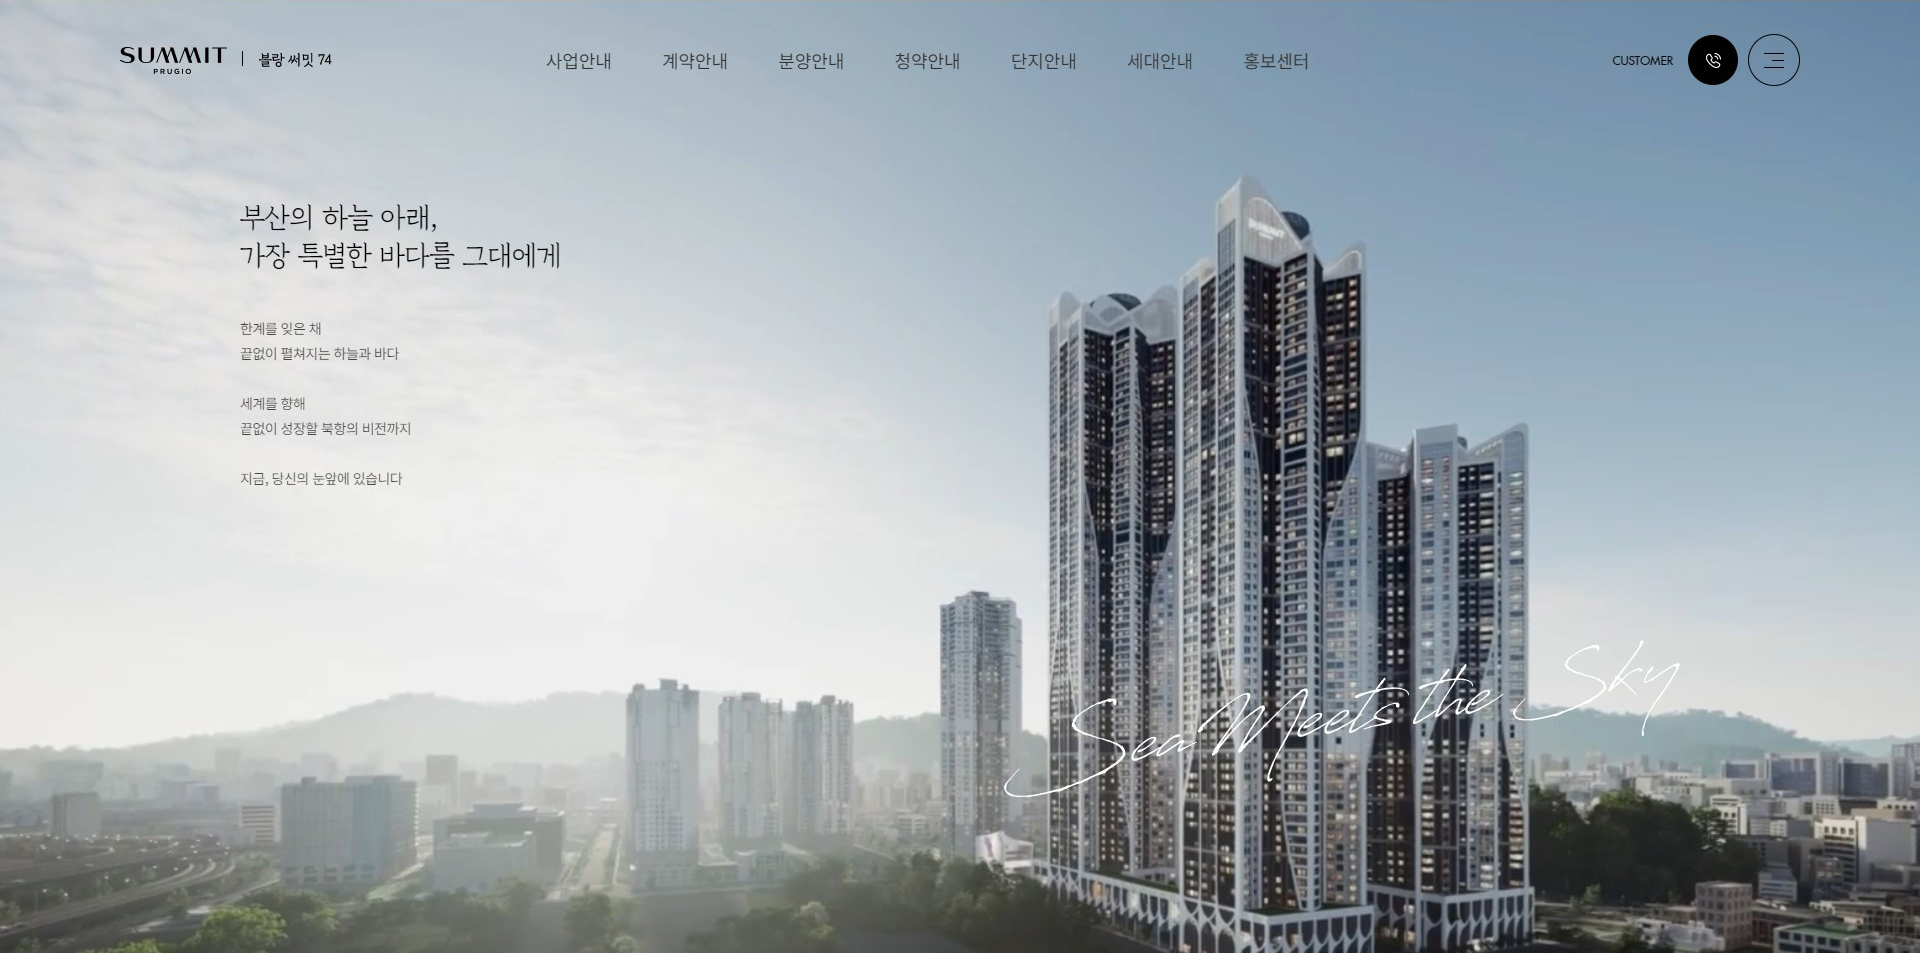 SUMMIT
PRUGIO
블랑 써밋 74
사업안내
계약안내
분양안내
청약안내
단지안내
세대안내
홍보센터
CUSTOMER
부산의 하늘 아래,
가장 특별한 바다를 그대에게
한계를 잊은 채
끝없이 펼쳐지는 하늘과 바다
세계를 향해
끝없이 성장할 북항의 비전까지
지금, 당신의 눈앞에 있습니다
SUMMIT
Sea Meets the Sky